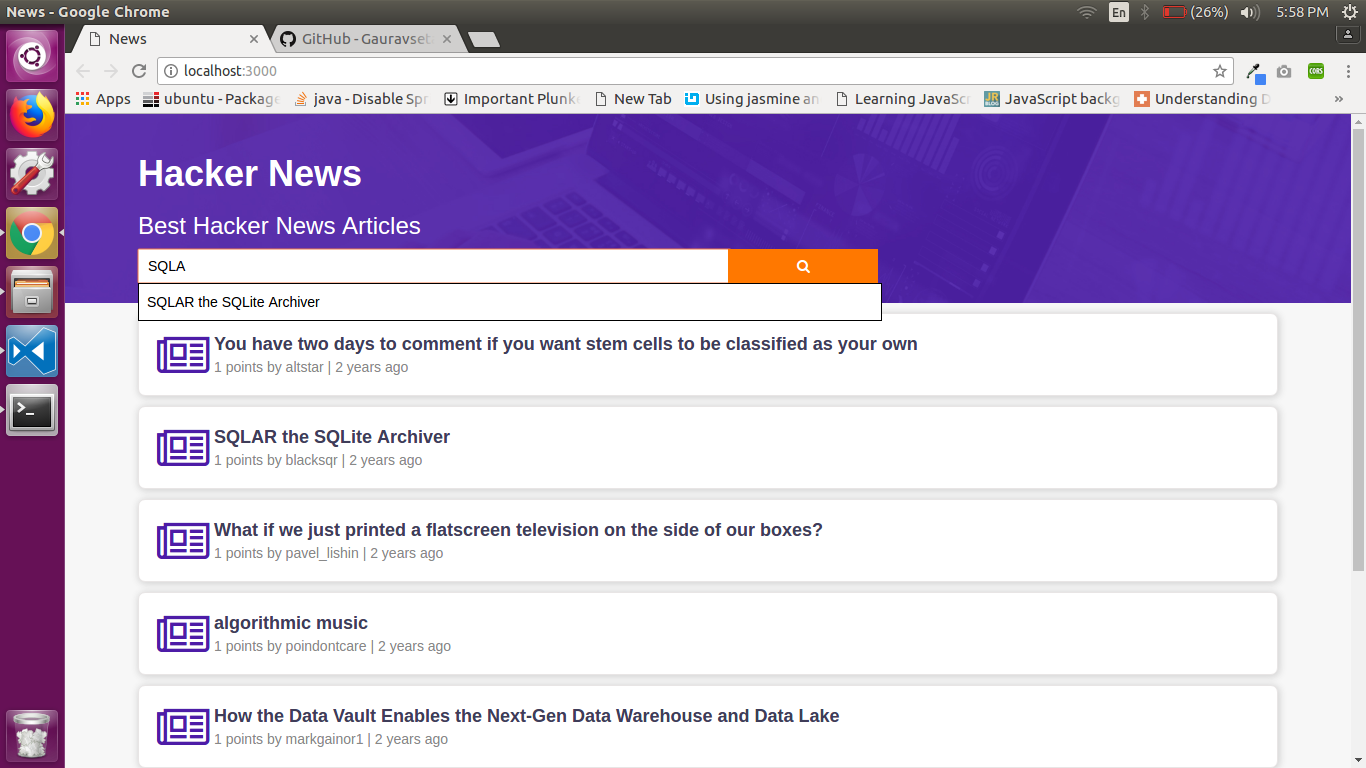 News - Google Chrome
En
(26%)
5:58 PM
News
GitHub - Gauravset
localhost:3000
CORS
Apps
ubuntu - Package
java - Disable Spr
Important Plunke
New Tab
Using jasmine an
Learning JavaScr
JR
BLOG
JavaScript backg
Understanding D
»
Hacker News
Best Hacker News Articles
SQLA
SQLAR the SQLite Archiver
You have two days to comment if you want stem cells to be classified as your own
1 points by altstar | 2 years ago
SQLAR the SQLite Archiver
1 points by blacksqr | 2 years ago
What if we just printed a flatscreen television on the side of our boxes?
1 points by pavel_lishin | 2 years ago
algorithmic music
1 points by poindontcare | 2 years ago
How the Data Vault Enables the Next-Gen Data Warehouse and Data Lake
1 points by markgainor1 | 2 years ago